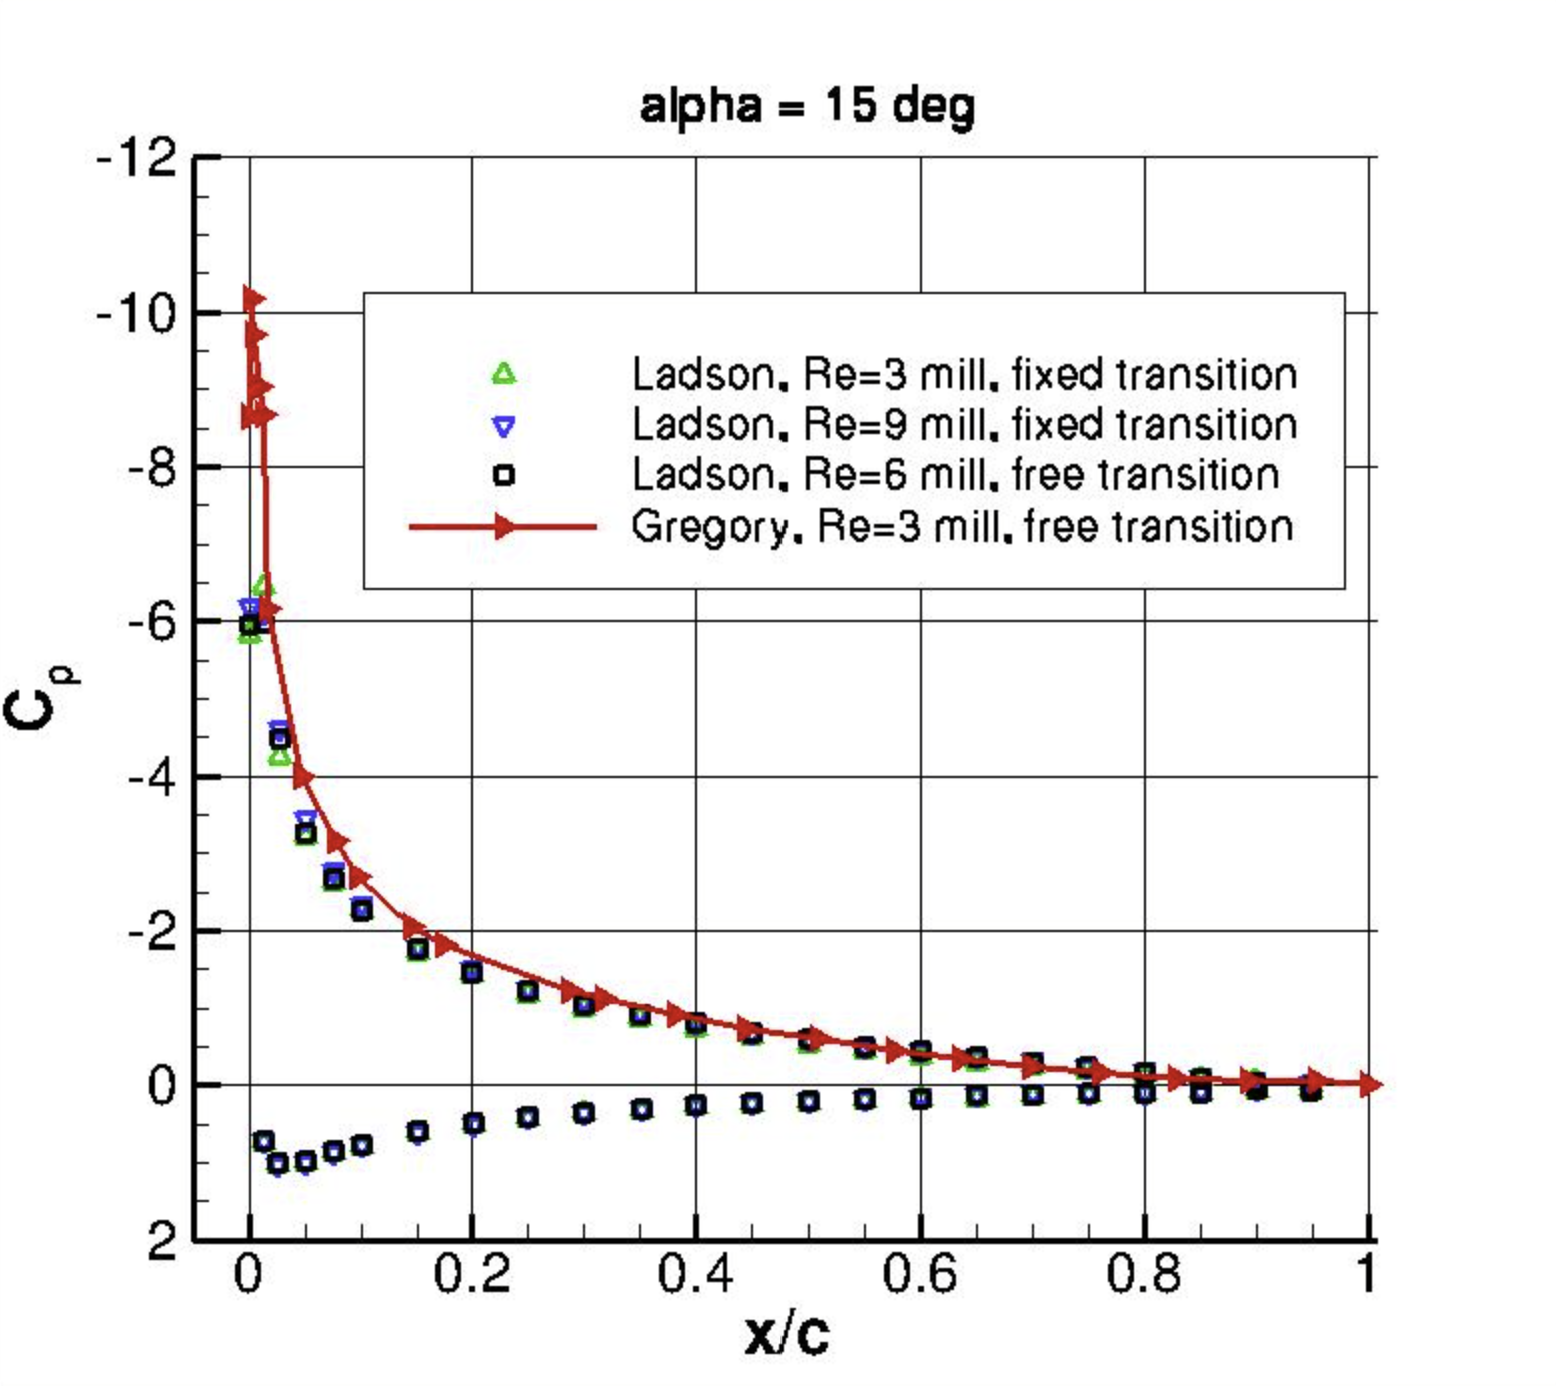 alpha = 15 deg
-12
-10
-8
-6
-4
-2
0
2
Cp
Ladson, Re=3 mill, fixed transition
Ladson, Re=9 mill, fixed transition
Ladson, Re=6 mill, free transition
Gregory, Re=3 mill, free transition
0 0.2 0.4 0.6 0.8 1
x/c